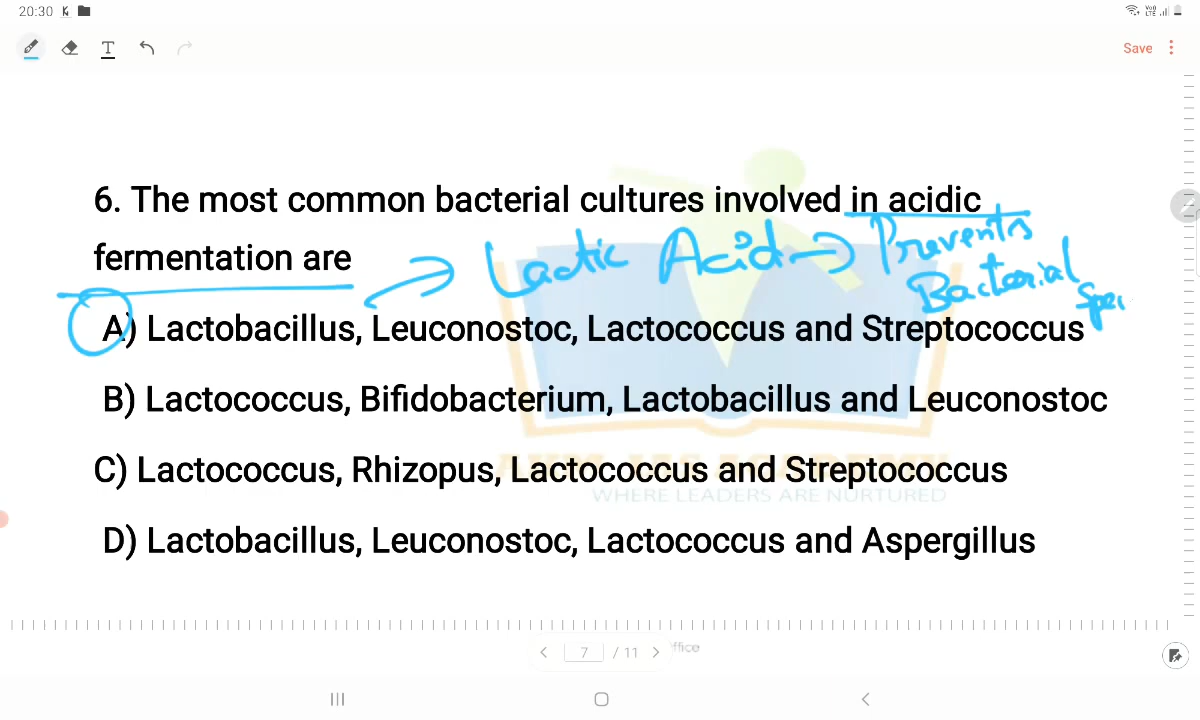 20:30
Save
6. The most common bacterial cultures involved in acidic
fermentation are
Lactic Acid → Prevents
Bacterial
A) Lactobacillus, Leuconostoc, Lactococcus and Streptococcus
B) Lactococcus, Bifidobacterium, Lactobacillus and Leuconostoc
C) Lactococcus, Rhizopus, Lactococcus and Streptococcus
WHERE LEADERS ARE NURTURED
D) Lactobacillus, Leuconostoc, Lactococcus and Aspergillus
7 / 11